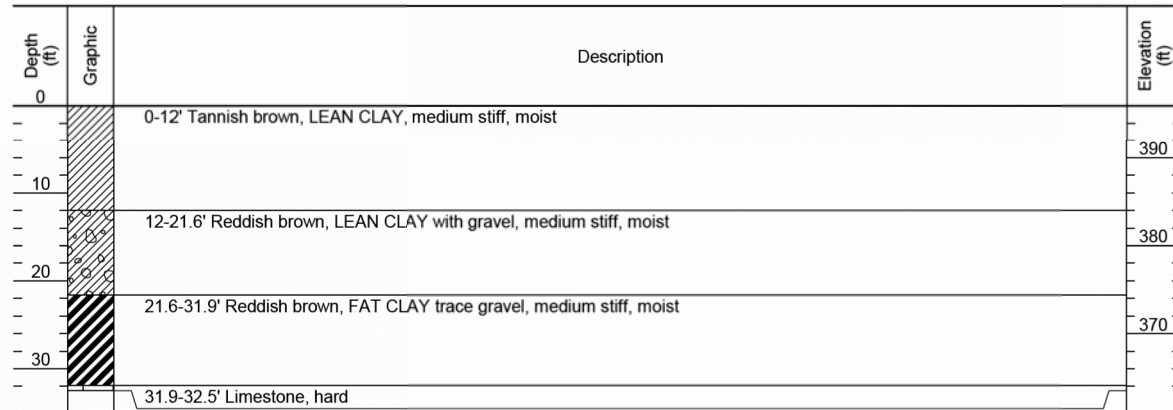 Depth (ft)
Graphic
Description
Elevation (ft)
0
0-12' Tannish brown, LEAN CLAY, medium stiff, moist
390
10
12-21.6' Reddish brown, LEAN CLAY with gravel, medium stiff, moist
380
20
21.6-31.9' Reddish brown, FAT CLAY trace gravel, medium stiff, moist
370
30
31.9-32.5' Limestone, hard